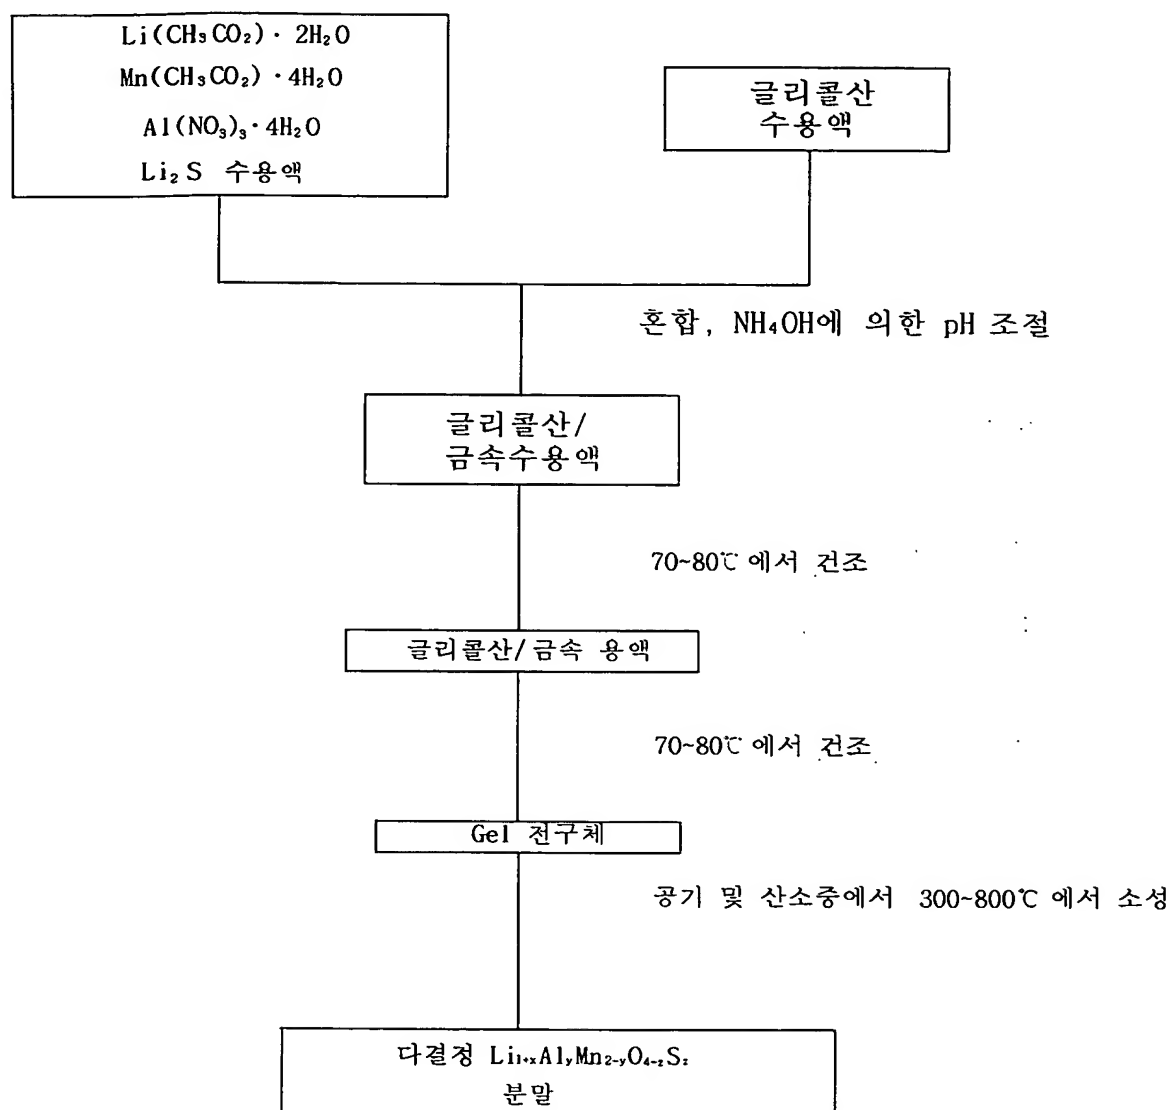 Li(CH₃CO₂)· 2H₂O
Mn(CH₃CO₂)·4H₂O
Al(NO₃)₃·4H₂O
Li₂S 수용액
글리콜산
수용액
혼합, NH₄OH에 의한 pH 조절
글리콜산/
금속수용액
70~80℃ 에서 건조
글리콜산/금속 용액
70~80℃ 에서 건조
Gel 전구체
공기 및 산소중에서 300~800℃ 에서 소성
다결정 Li₁₊ₓAlᵧMn₂₋ᵧO₄₋zSz
분말